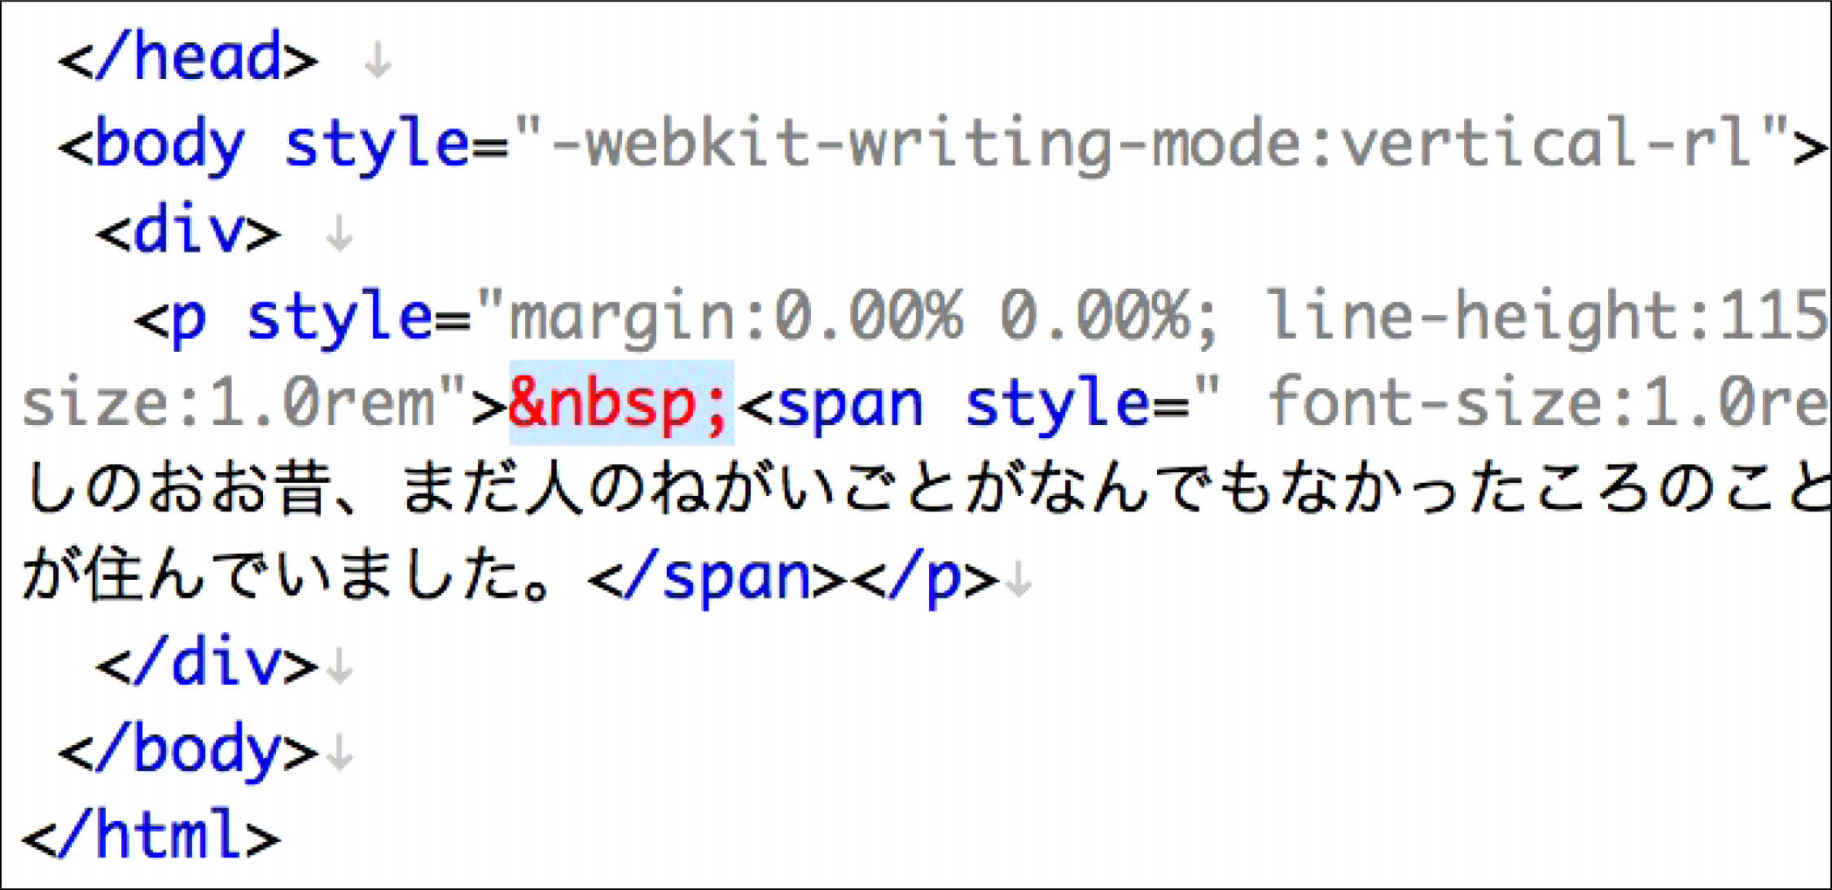 </head> ↓
<body style="-webkit-writing-mode:vertical-rl">
<div> ↓
<p style="margin:0.00% 0.00%; line-height:115
size:1.0rem">&nbsp;<span style=" font-size:1.0re
しのおお昔、まだ人のねがいごとがなんでもなかったころのこと
が住んでいました。</span></p>↓
</div>↓
</body>↓
</html>